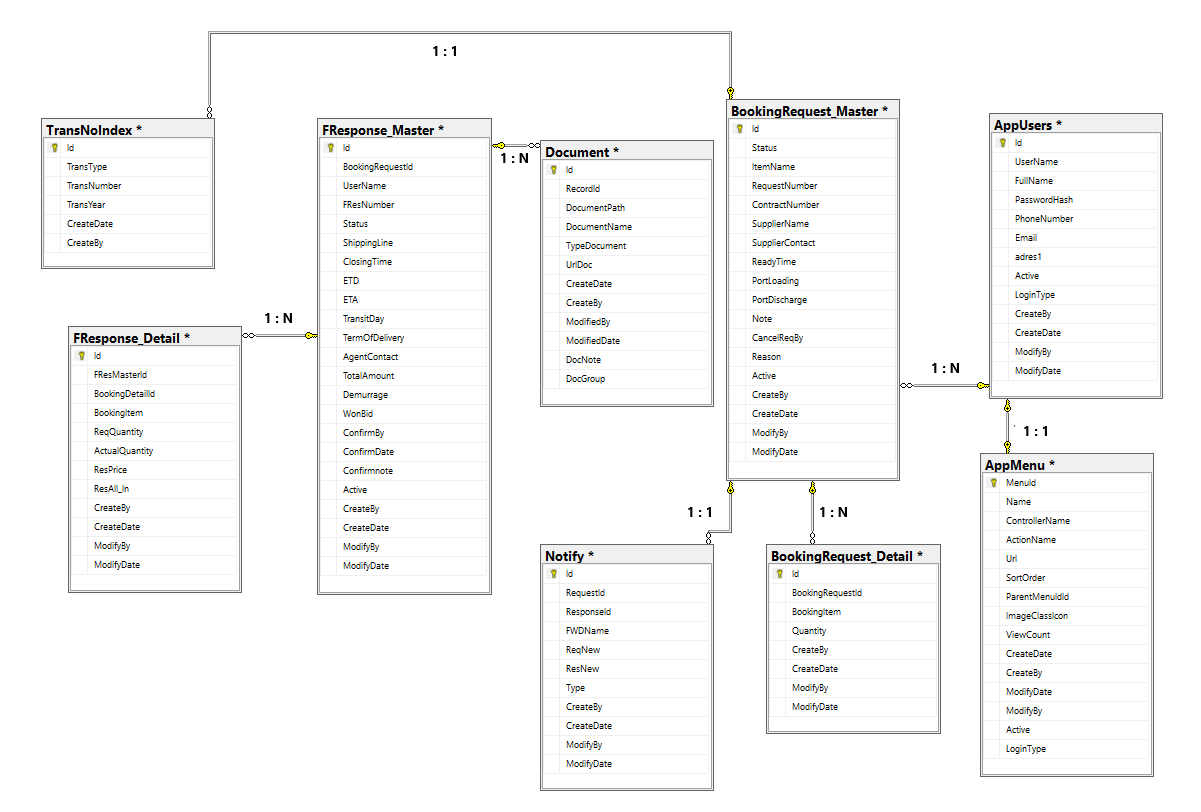 1 : 1
TransNoIndex *
Id
TransType
TransNumber
TransYear
CreateDate
CreateBy
FResponse_Master *
Id
BookingRequestId
UserName
FResNumber
Status
ShippingLine
ClosingTime
ETD
ETA
TransitDay
TermOfDelivery
AgentContact
TotalAmount
Demurrage
WonBid
ConfirmBy
ConfirmDate
Confirmnote
Active
CreateBy
CreateDate
ModifyBy
ModifyDate
1 : N
Document *
Id
RecordId
DocumentPath
DocumentName
TypeDocument
UrlDoc
CreateDate
CreateBy
ModifiedBy
ModifiedDate
DocNote
DocGroup
BookingRequest_Master *
Id
Status
ItemName
RequestNumber
ContractNumber
SupplierName
SupplierContact
ReadyTime
PortLoading
PortDischarge
Note
CancelReqBy
Reason
Active
CreateBy
CreateDate
ModifyBy
ModifyDate
AppUsers *
Id
UserName
FullName
PasswordHash
PhoneNumber
Email
adres1
Active
LoginType
CreateBy
CreateDate
ModifyBy
ModifyDate
1 : N
1 : N
FResponse_Detail *
Id
FResMasterId
BookingDetailId
BookingItem
ReqQuantity
ActualQuantity
ResPrice
ResAll_In
CreateBy
CreateDate
ModifyBy
ModifyDate
1 : 1
AppMenu *
MenuId
Name
ControllerName
ActionName
Url
SortOrder
ParentMenuIdId
ImageClassIcon
ViewCount
CreateDate
CreateBy
ModifyDate
ModifyBy
Active
LoginType
1 : 1
1 : N
Notify *
Id
RequestId
ResponseId
FWDName
ReqNew
ResNew
Type
CreateBy
CreateDate
ModifyBy
ModifyDate
BookingRequest_Detail *
Id
BookingRequestId
BookingItem
Quantity
CreateBy
CreateDate
ModifyBy
ModifyDate